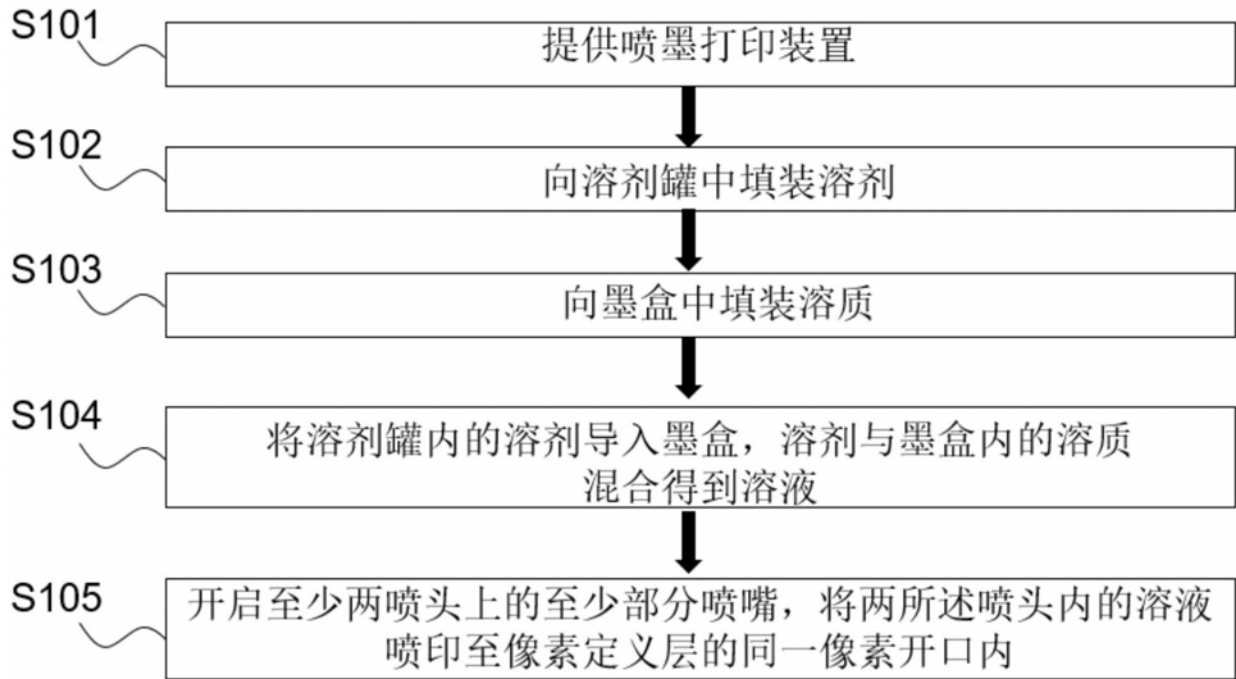 S101
提供喷墨打印装置
S102
向溶剂罐中填装溶剂
S103
向墨盒中填装溶质
S104
将溶剂罐内的溶剂导入墨盒，溶剂与墨盒内的溶质
混合得到溶液
S105
开启至少两喷头上的至少部分喷嘴，将两所述喷头内的溶液
喷印至像素定义层的同一像素开口内